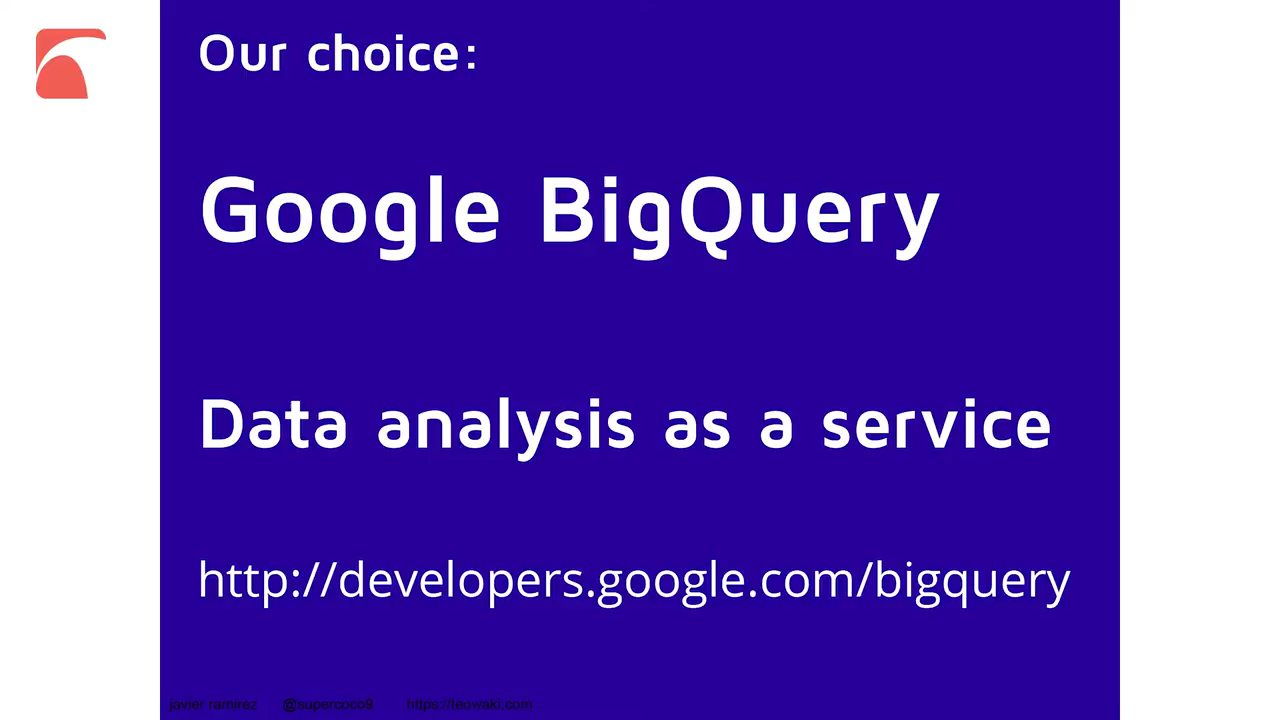 Our choice:
Google BigQuery
Data analysis as a service
http://developers.google.com/bigquery
javier ramirez @supercoco9 https://teowaki.com